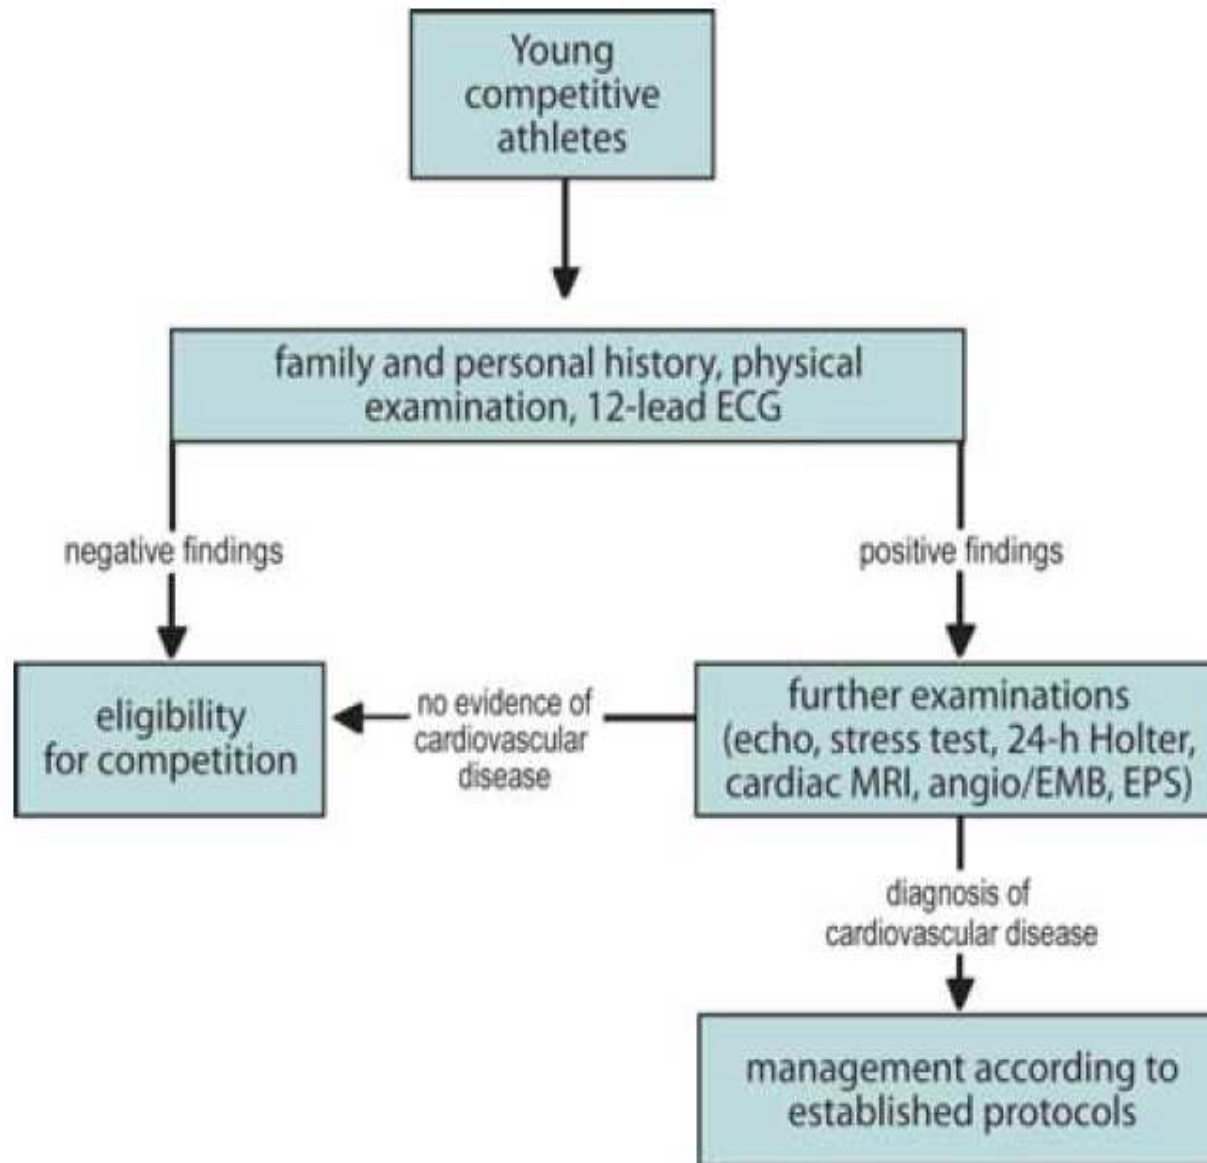 Young
competitive
athletes
family and personal history, physical
examination, 12-lead ECG
negative findings
positive findings
eligibility
for competition
no evidence of
cardiovascular
disease
further examinations
(echo, stress test, 24-h Holter,
cardiac MRI, angio/EMB, EPS)
diagnosis of
cardiovascular disease
management according to
established protocols